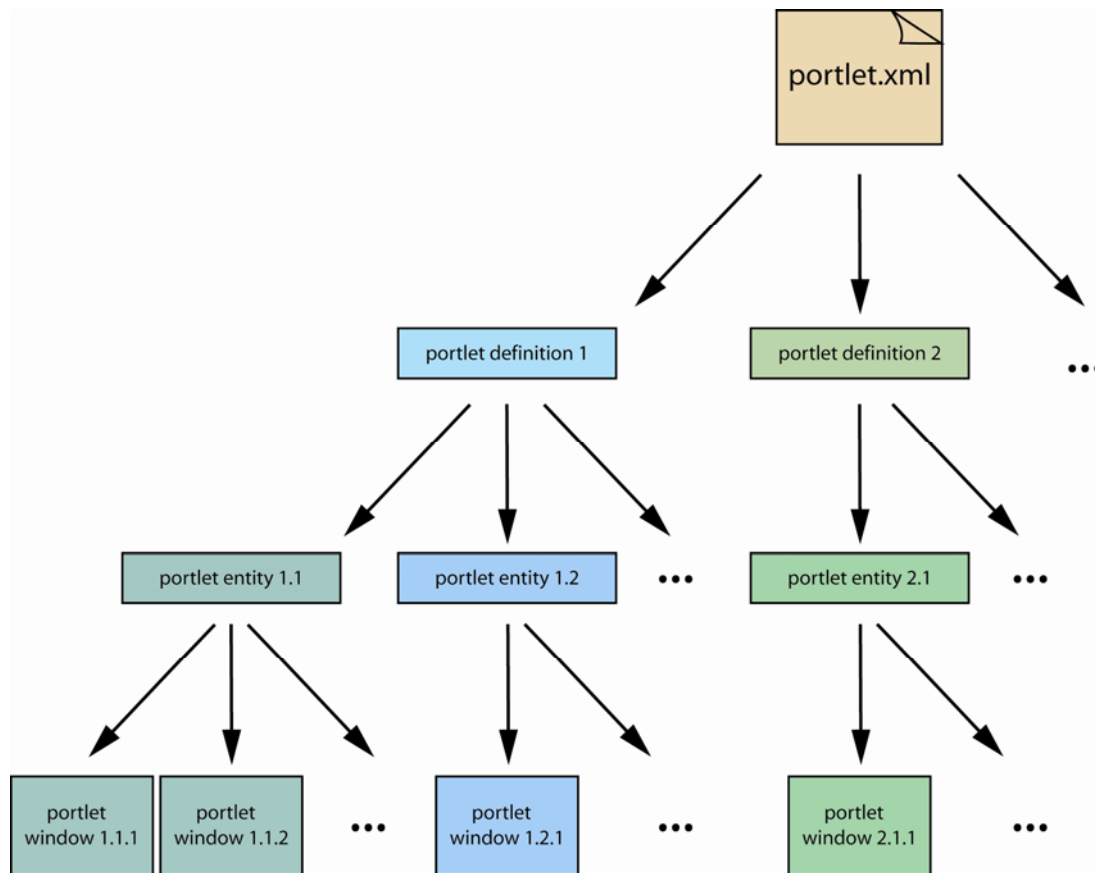 portlet.xml
portlet definition 1
portlet definition 2
...
portlet entity 1.1
portlet entity 1.2
...
portlet entity 2.1
...
portlet
window 1.1.1
portlet
window 1.1.2
...
portlet
window 1.2.1
...
portlet
window 2.1.1
...